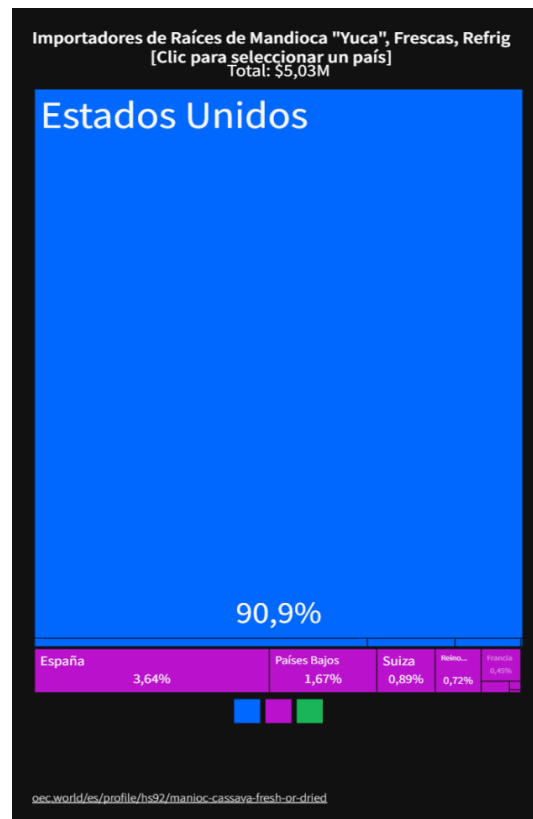 Importadores de Raíces de Mandioca "Yuca", Frescas, Refrig
[Clic para seleccionar un país]
Total: $5,03M
Estados Unidos
90,9%
España
3,64%
Países Bajos
1,67%
Suiza
0,89%
Reino...
0,72%
Francia
0,45%
oec.world/es/profile/hs92/manioc-cassava-fresh-or-dried